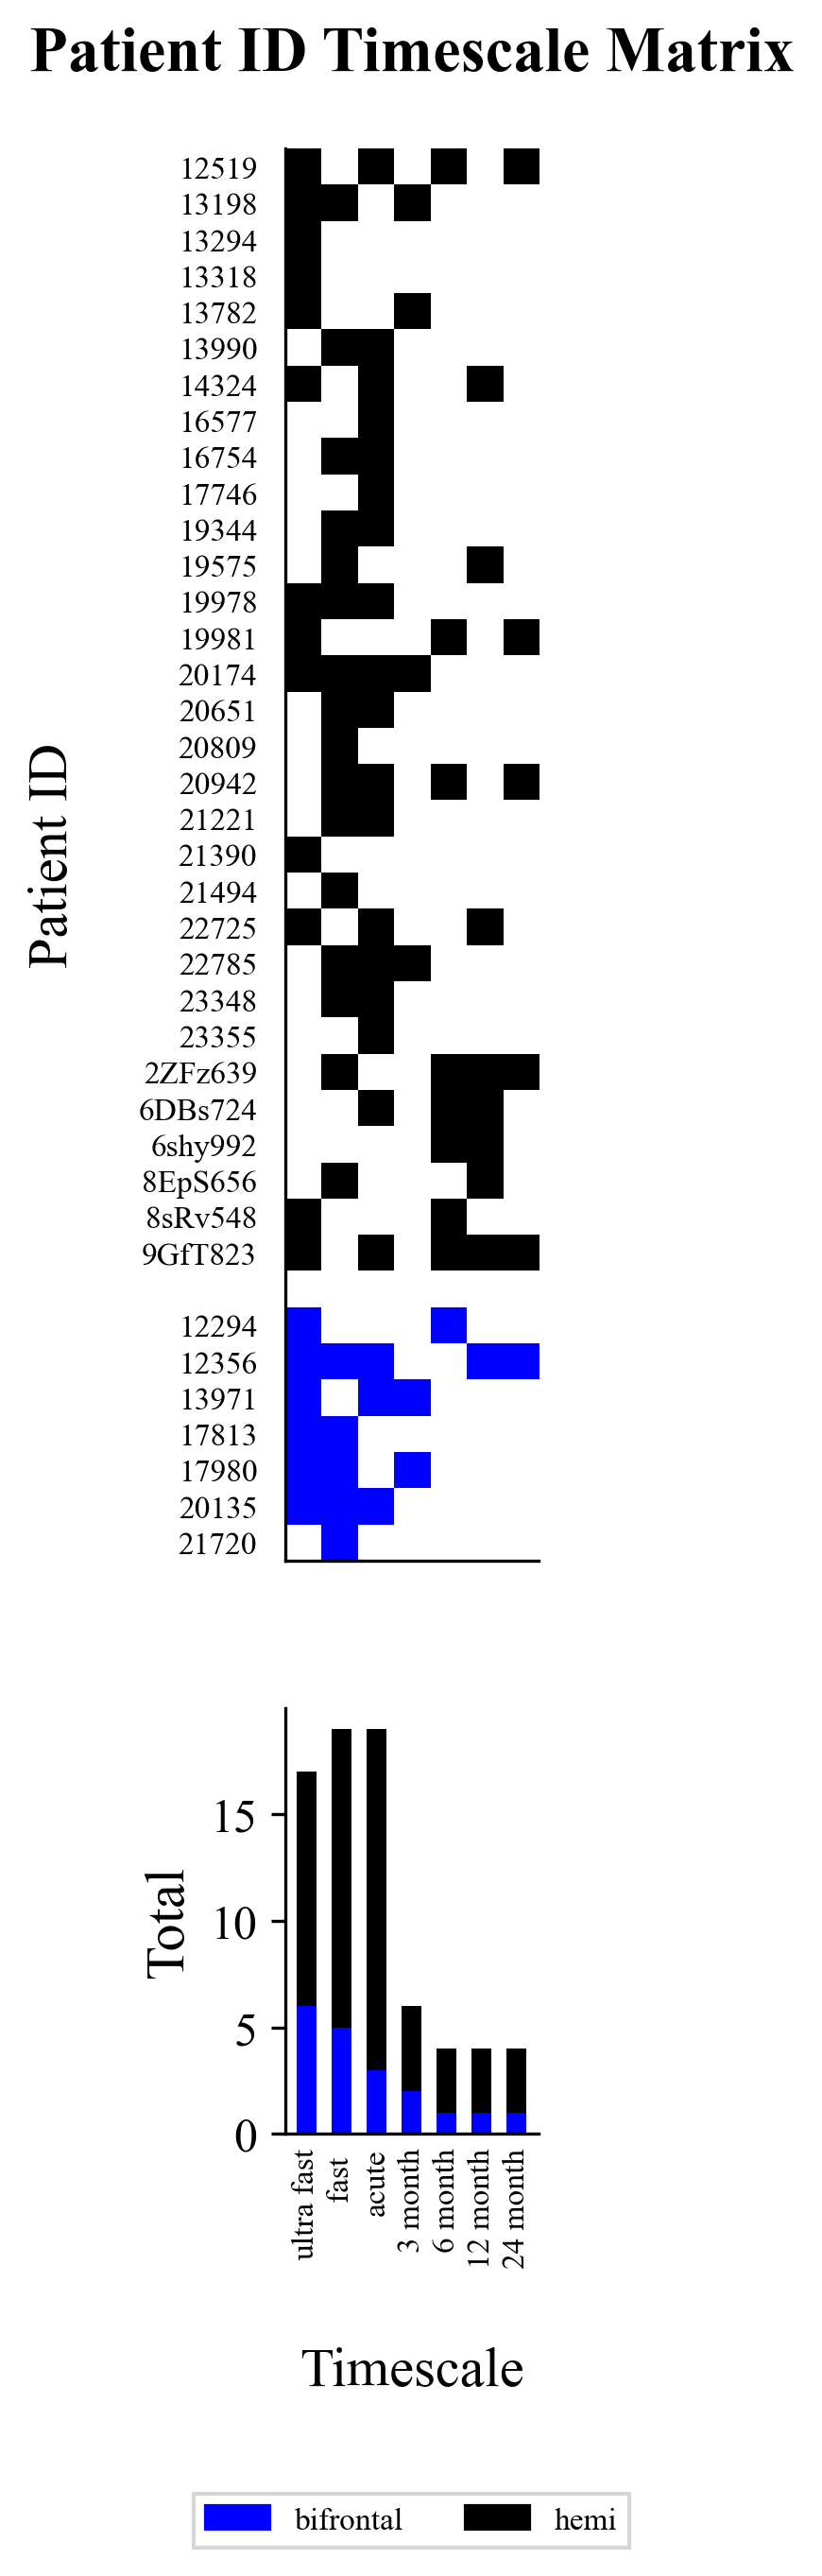 Patient ID Timescale Matrix
12519
13198
13294
13318
13782
13990
14324
16577
16754
17746
19344
19575
19978
19981
20174
20651
20809
20942
21221
21390
21494
22725
22785
23348
23355
2ZFz639
6DBs724
6shy992
8EpS656
8sRv548
9GfT823
12294
12356
13971
17813
17980
20135
21720
Patient ID
15
10
5
0
Total
ultra fast
fast
acute
3 month
6 month
12 month
24 month
Timescale
bifrontal
hemi